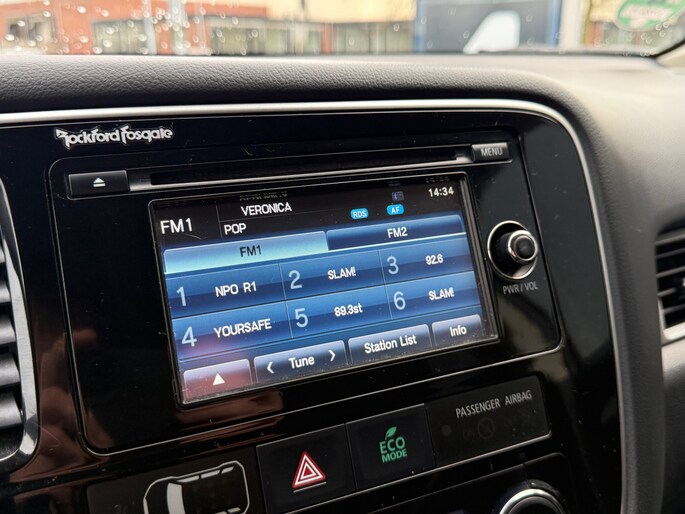 Rockford Fosgate
MENU
14:34
VERONICA
FM1
RDS AF
POP
FM1 FM2
1 NPO R1 2 SLAM! 3 92.6
4 YOURSAFE 5 89.3st 6 SLAM!
< Tune > Station List Info
PWR / VOL
ECO
MODE
PASSENGER AIRBAG